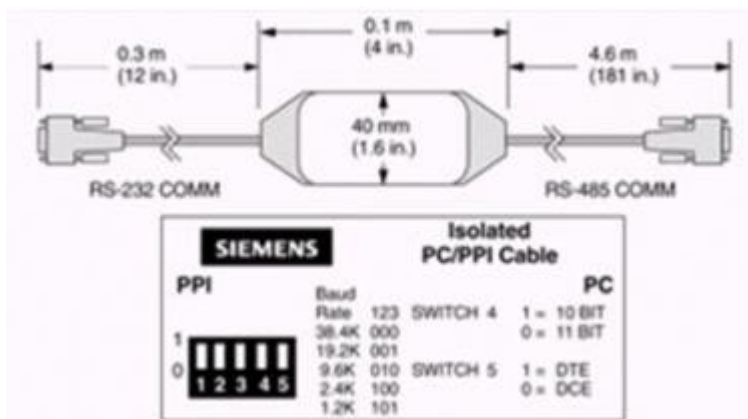 0.3 m
(12 in.)
0.1 m
(4 in.)
4.6 m
(181 in.)
40 mm
(1.6 in.)
RS-232 COMM
RS-485 COMM
SIEMENS
Isolated
PC/PPI Cable
PPI
PC
Baud
Rate 123 SWITCH 4 1 = 10 BIT
38.4K 000 0 = 11 BIT
19.2K 001
9.6K 010 SWITCH 5 1 = DTE
2.4K 100 0 = DCE
1.2K 101
1
0
1 2 3 4 5